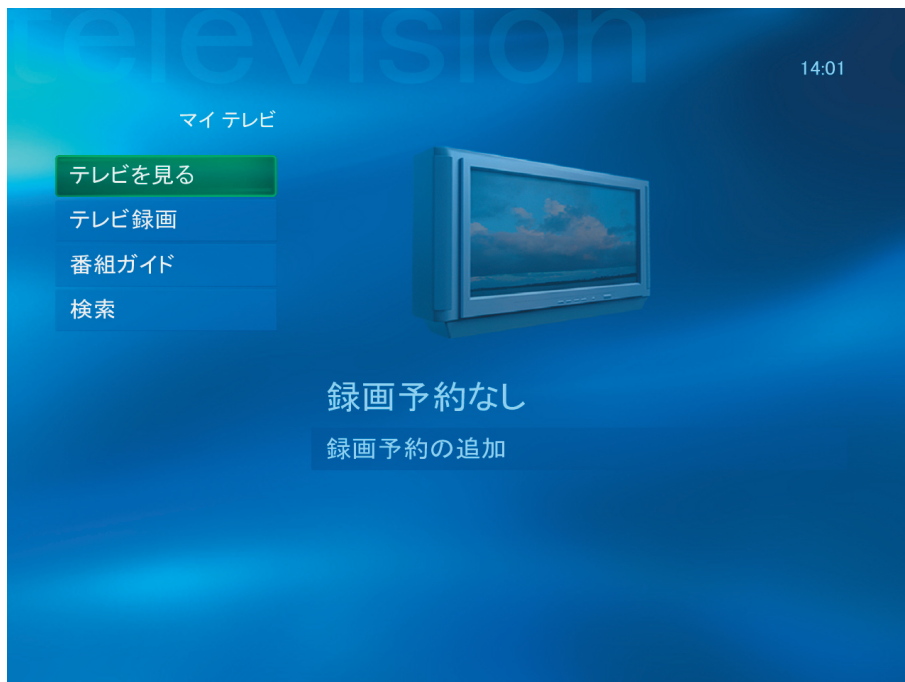 television
14:01
マイ テレビ
テレビを見る
テレビ録画
番組ガイド
検索
録画予約なし
録画予約の追加